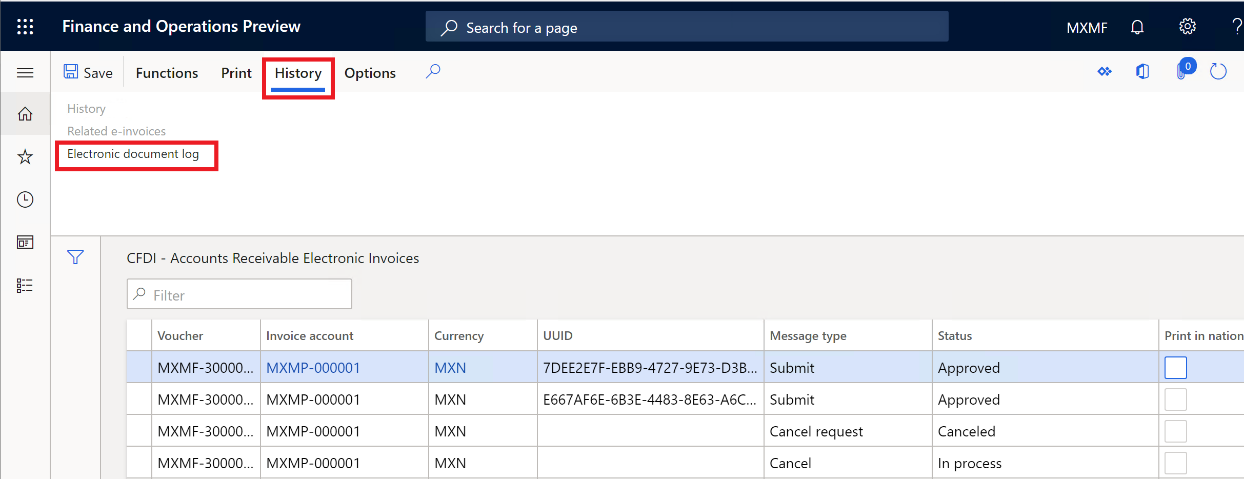 Finance and Operations Preview
Search for a page
MXMF
?
Save Functions Print History Options
0
History
Related e-invoices
Electronic document log
CFDI - Accounts Receivable Electronic Invoices
Filter
Voucher Invoice account Currency UUID Message type Status Print in nation
MXMF-30000... MXMP-000001 MXN 7DEE2E7F-EBB9-4727-9E73-D3B... Submit Approved
MXMF-30000... MXMP-000001 MXN E667AF6E-6B3E-4483-8E63-A6C... Submit Approved
MXMF-30000... MXMP-000001 MXN Cancel request Canceled
MXMF-30000... MXMP-000001 MXN Cancel In process